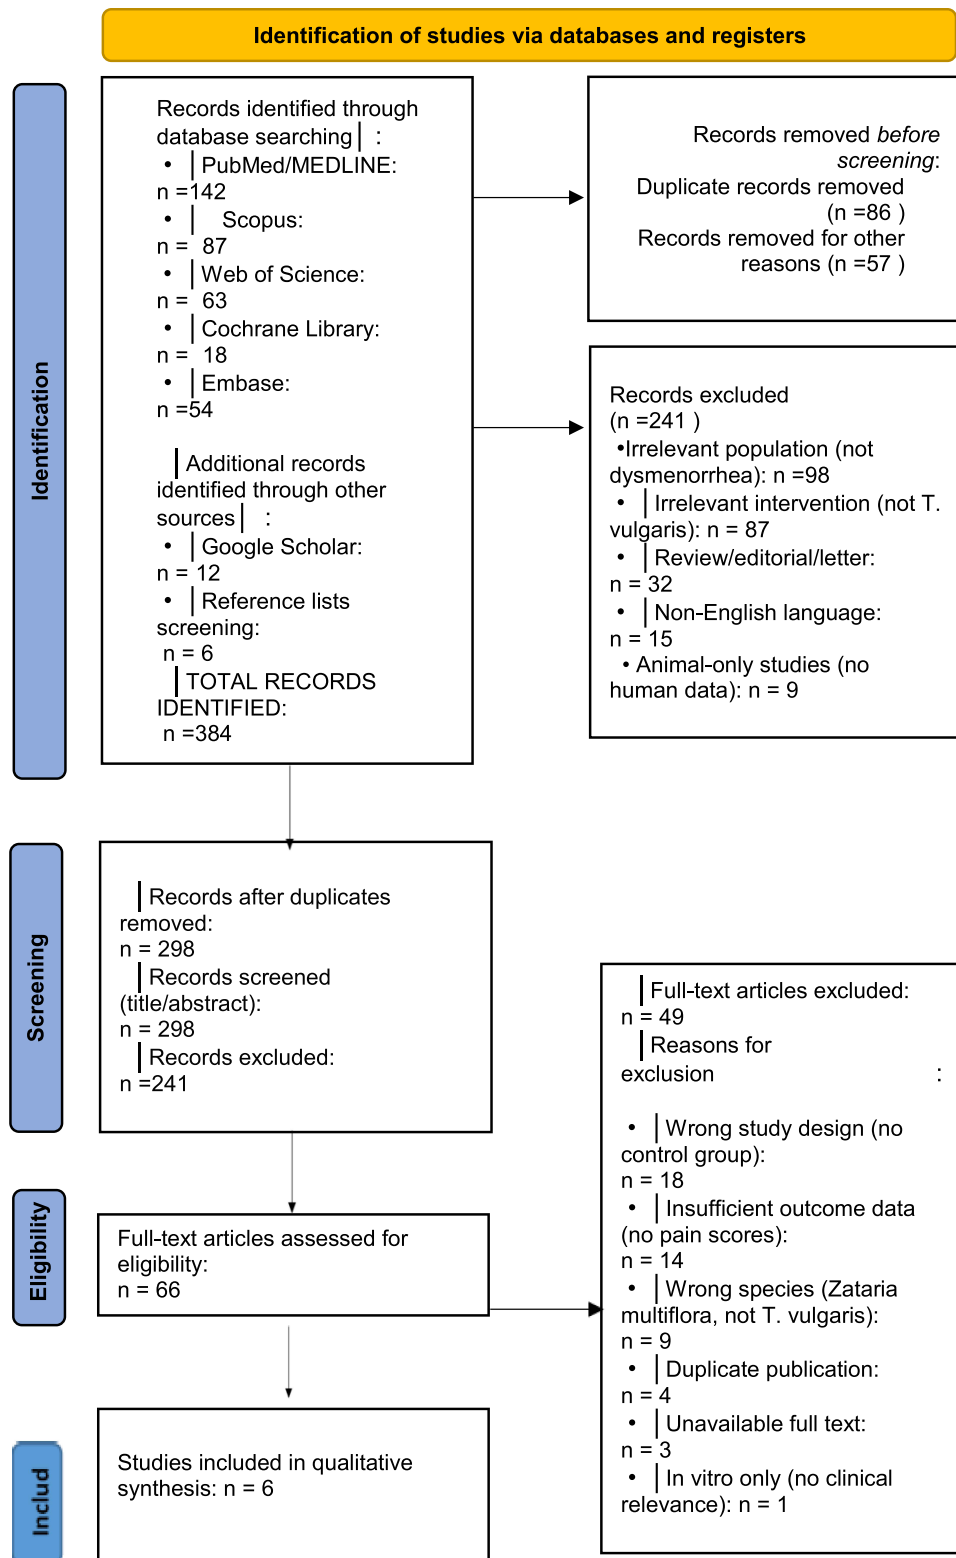 Identification of studies via databases and registers
Identification
Records identified through
database searching| :
• |PubMed/MEDLINE:
n =142
• | Scopus:
n = 87
• |Web of Science:
n = 63
• |Cochrane Library:
n = 18
• |Embase:
n =54
|Additional records
identified through other
sources| :
• |Google Scholar:
n = 12
• |Reference lists
screening:
n = 6
|TOTAL RECORDS
IDENTIFIED:
n =384
Records removed before
screening:
Duplicate records removed
(n =86 )
Records removed for other
reasons (n =57 )
Records excluded
(n =241 )
•Irrelevant population (not
dysmenorrhea): n =98
• |Irrelevant intervention (not T.
vulgaris): n = 87
• |Review/editorial/letter:
n = 32
• |Non-English language:
n = 15
• Animal-only studies (no
human data): n = 9
Screening
|Records after duplicates
removed:
n = 298
|Records screened
(title/abstract):
n = 298
|Records excluded:
n =241
Eligibility
Full-text articles assessed for
eligibility:
n = 66
|Full-text articles excluded:
n = 49
|Reasons for
exclusion :
• |Wrong study design (no
control group):
n = 18
• |Insufficient outcome data
(no pain scores):
n = 14
• |Wrong species (Zataria
multiflora, not T. vulgaris):
n = 9
• |Duplicate publication:
n = 4
• |Unavailable full text:
n = 3
• |In vitro only (no clinical
relevance): n = 1
Includ
Studies included in qualitative
synthesis: n = 6